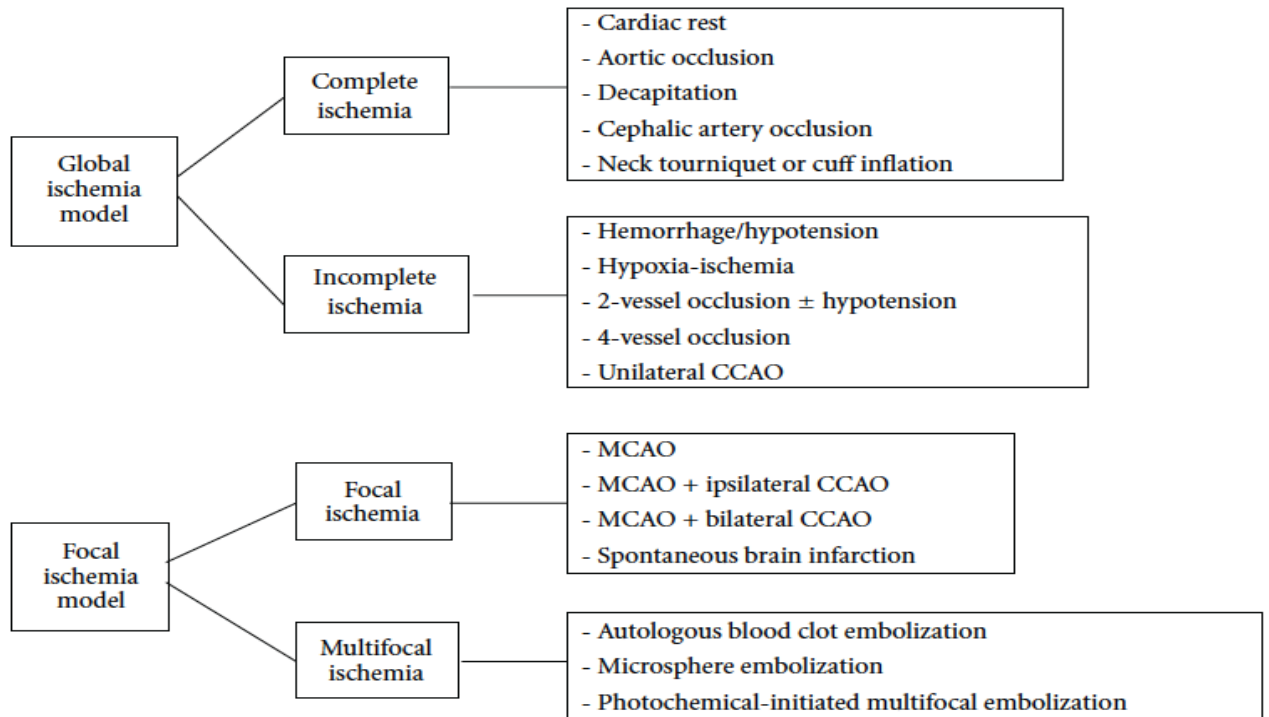 Global
ischemia
model
Complete
ischemia
- Cardiac rest
- Aortic occlusion
- Decapitation
- Cephalic artery occlusion
- Neck tourniquet or cuff inflation
Incomplete
ischemia
- Hemorrhage/hypotension
- Hypoxia-ischemia
- 2-vessel occlusion ± hypotension
- 4-vessel occlusion
- Unilateral CCAO
Focal
ischemia
model
Focal
ischemia
- MCAO
- MCAO + ipsilateral CCAO
- MCAO + bilateral CCAO
- Spontaneous brain infarction
Multifocal
ischemia
- Autologous blood clot embolization
- Microsphere embolization
- Photochemical-initiated multifocal embolization